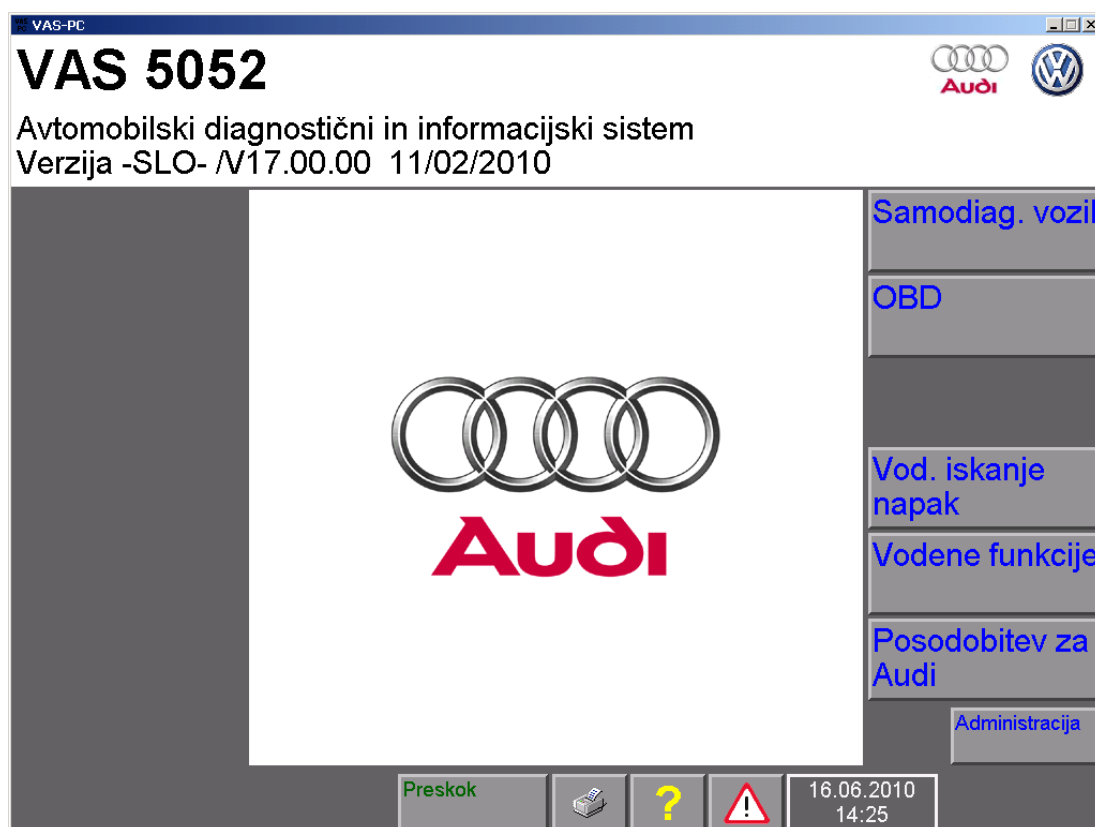 VAS-PC
VAS 5052
Audi
Avtomobilski diagnostični in informacijski sistem
Verzija -SLO- /V17.00.00 11/02/2010
Samodiag. vozil
OBD
Vod. iskanje
napak
Vodene funkcije
Posodobitev za
Audi
Administracija
Audi
Preskok
?
!
16.06.2010
14:25